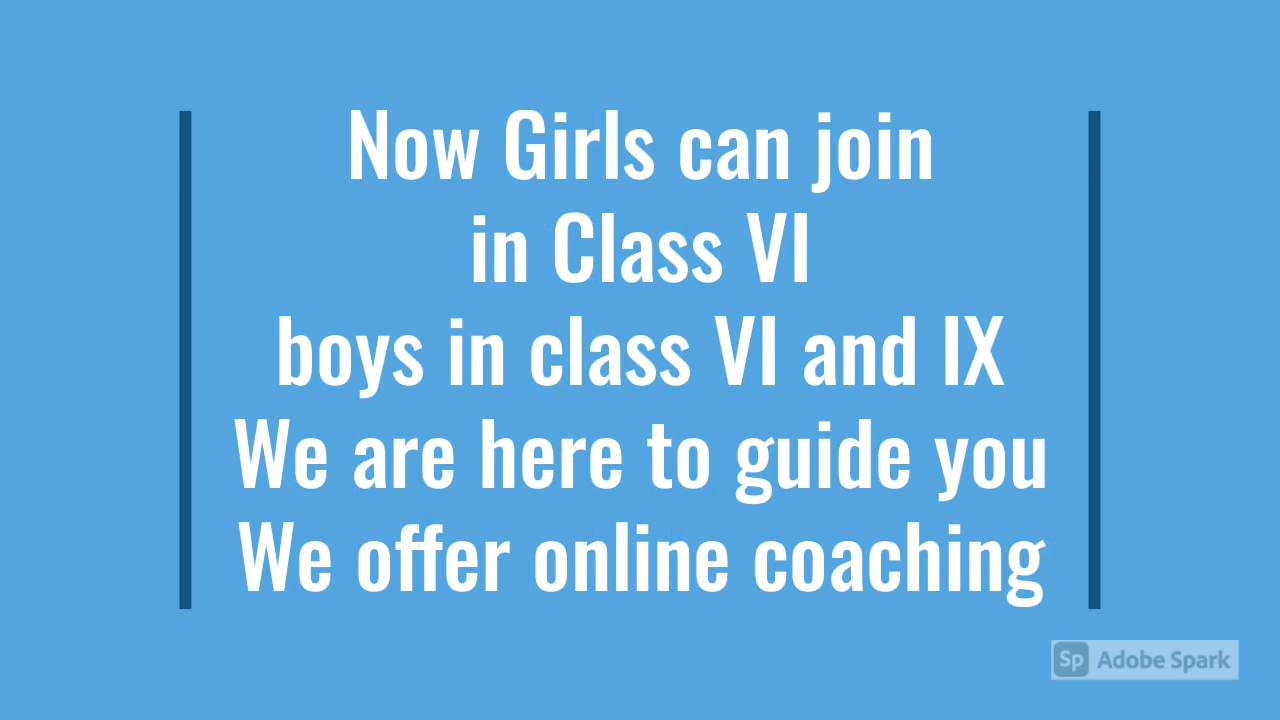 Now Girls can join
in Class VI
boys in class VI and IX
We are here to guide you
We offer online coaching
Sp Adobe Spark